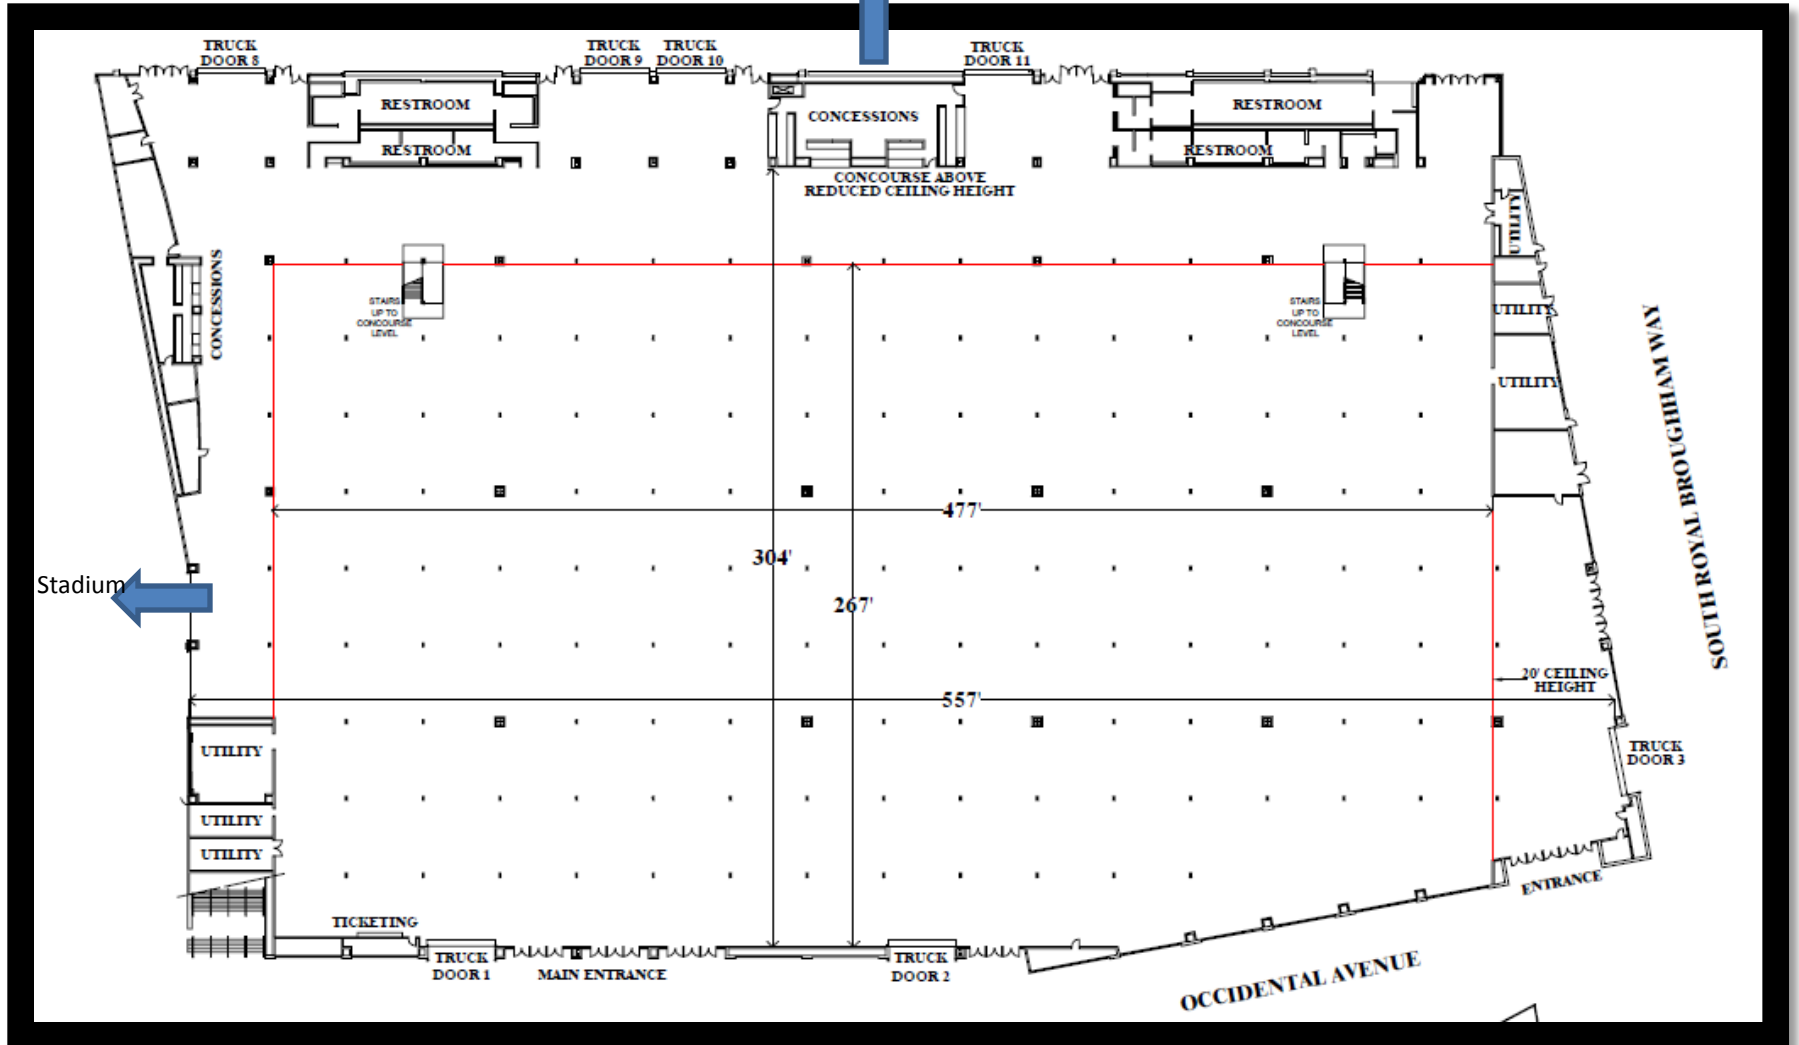 TRUCK
DOOR 8
TRUCK
DOOR 9
TRUCK
DOOR 10
TRUCK
DOOR 11
RESTROOM
RESTROOM
CONCESSIONS
CONCOURSE ABOVE
REDUCED CEILING HEIGHT
RESTROOM
RESTROOM
UTILITY
CONCESSIONS
STAIRS
UP TO
CONCOURSE
LEVEL
STAIRS
UP TO
CONCOURSE
LEVEL
UTILITY
UTILITY
SOUTH ROYAL BROUGHHAM WAY
477'
304'
267'
Stadium
20' CEILING
HEIGHT
557'
UTILITY
UTILITY
UTILITY
TRUCK
DOOR 3
ENTRANCE
TICKETING
TRUCK
DOOR 1
MAIN ENTRANCE
TRUCK
DOOR 2
OCCIDENTAL AVENUE